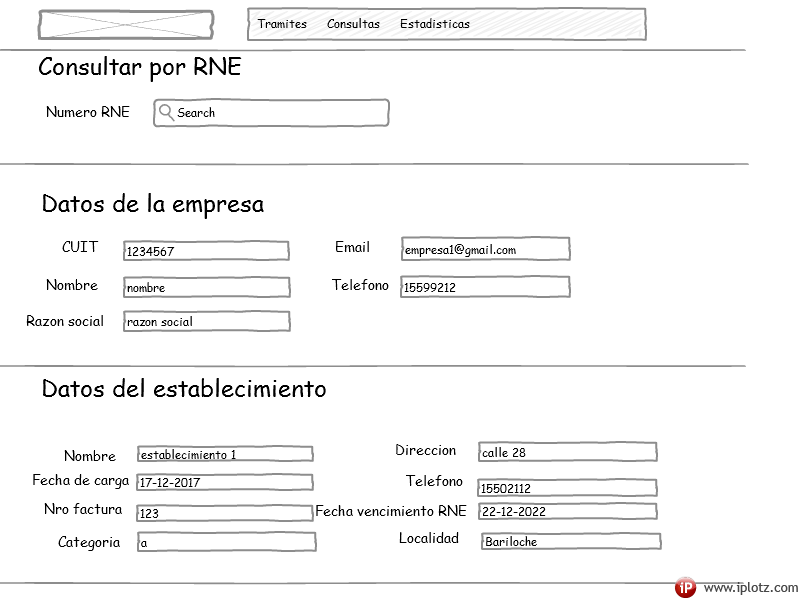 Tramites Consultas Estadisticas
Consultar por RNE
Numero RNE Search
Datos de la empresa
CUIT 1234567 Email empresa1@gmail.com
Nombre nombre Telefono 15599212
Razon social razon social
Datos del establecimiento
Nombre establecimiento 1 Direccion calle 28
Fecha de carga 17-12-2017 Telefono 15502112
Nro factura 123 Fecha vencimiento RNE 22-12-2022
Categoria a Localidad Bariloche
iP www.iplotz.com